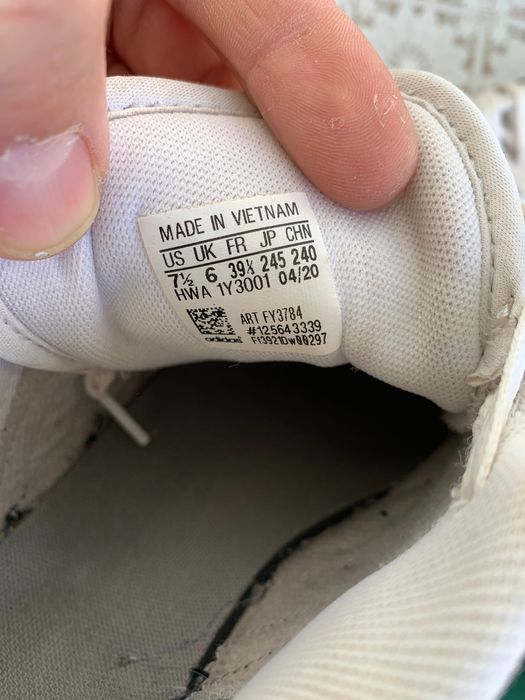 MADE IN VIETNAM
US UK FR JP CHN
7½ 6 39⅓ 245 240
HWA 1Y3001 04/20
ART FY3784
#125643339
adidas Ff3921Dw00297